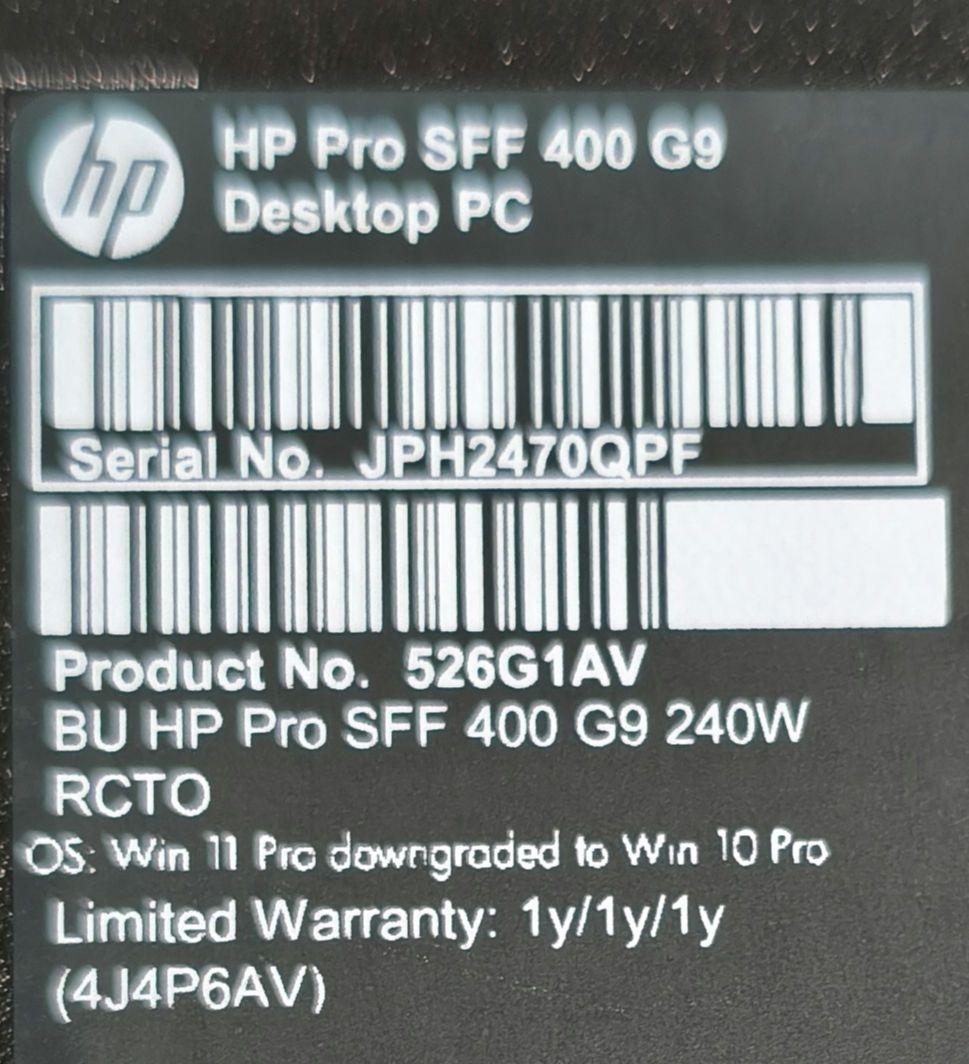 hp
HP Pro SFF 400 G9
Desktop PC
Serial No. JPH2470QPF
Product No. 526G1AV
BU HP Pro SFF 400 G9 240W
RCTO
OS: Win 11 Pro downgraded to Win 10 Pro
Limited Warranty: 1y/1y/1y
(4J4P6AV)